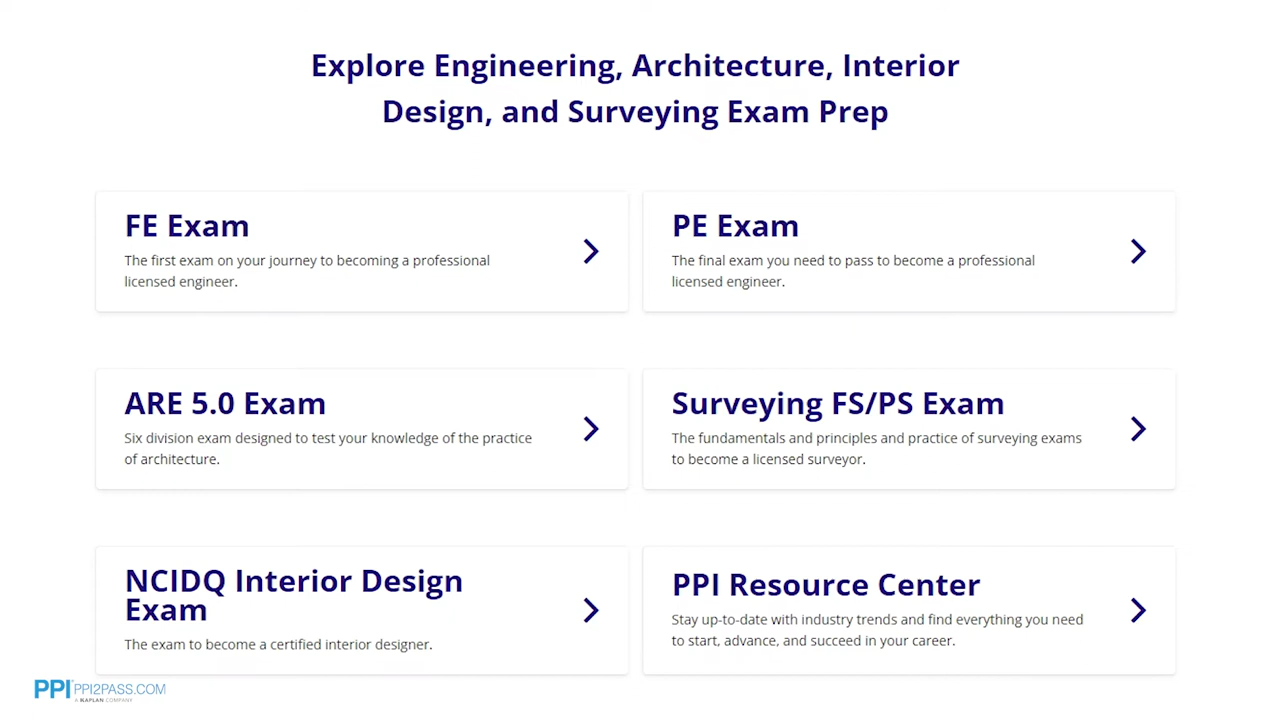 Explore Engineering, Architecture, Interior
Design, and Surveying Exam Prep
FE Exam
The first exam on your journey to becoming a professional
licensed engineer.
PE Exam
The final exam you need to pass to become a professional
licensed engineer.
ARE 5.0 Exam
Six division exam designed to test your knowledge of the practice
of architecture.
Surveying FS/PS Exam
The fundamentals and principles and practice of surveying exams
to become a licensed surveyor.
NCIDQ Interior Design
Exam
The exam to become a certified interior designer.
PPI Resource Center
Stay up-to-date with industry trends and find everything you need
to start, advance, and succeed in your career.
PPI PPI2PASS.COM
A KAPLAN COMPANY